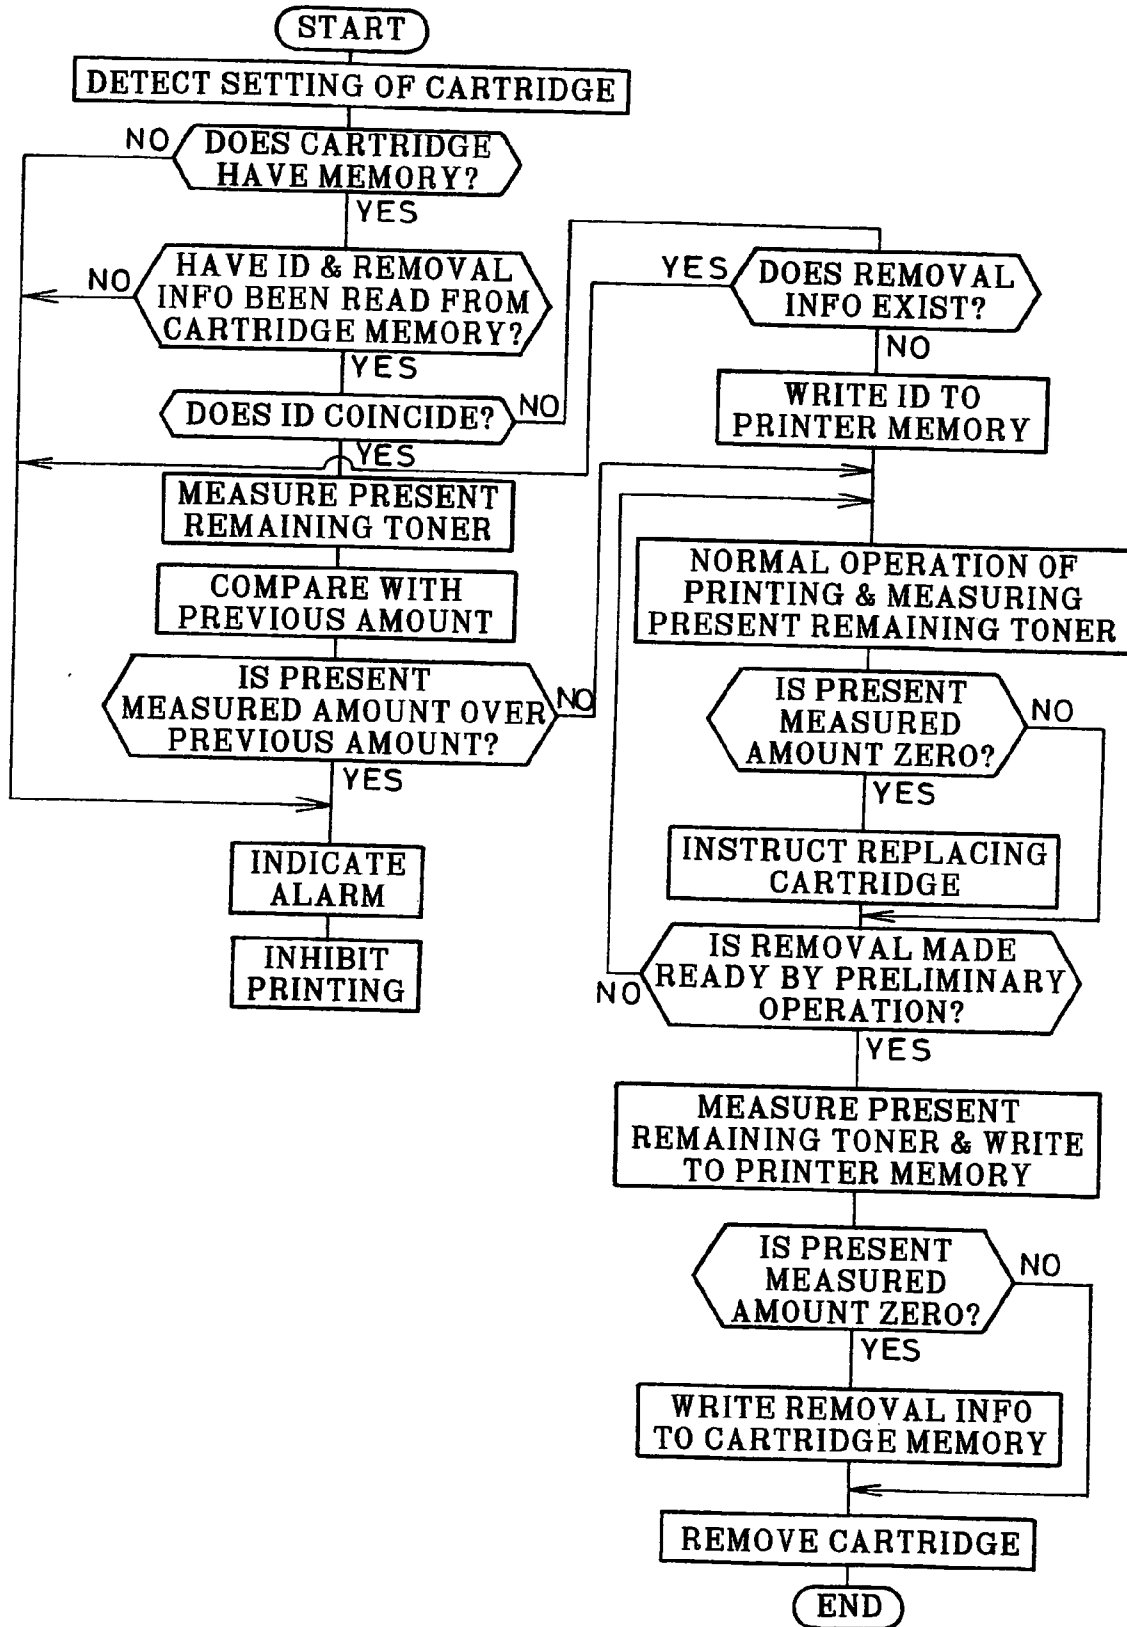 START
DETECT SETTING OF CARTRIDGE
NO
DOES CARTRIDGE
HAVE MEMORY?
YES
NO
HAVE ID & REMOVAL
INFO BEEN READ FROM
CARTRIDGE MEMORY?
YES
DOES ID COINCIDE?
NO
YES
MEASURE PRESENT
REMAINING TONER
COMPARE WITH
PREVIOUS AMOUNT
IS PRESENT
MEASURED AMOUNT OVER
PREVIOUS AMOUNT?
NO
YES
INDICATE
ALARM
INHIBIT
PRINTING
YES
DOES REMOVAL
INFO EXIST?
NO
WRITE ID TO
PRINTER MEMORY
NORMAL OPERATION OF
PRINTING & MEASURING
PRESENT REMAINING TONER
IS PRESENT
MEASURED
AMOUNT ZERO?
NO
YES
INSTRUCT REPLACING
CARTRIDGE
IS REMOVAL MADE
READY BY PRELIMINARY
OPERATION?
NO
YES
MEASURE PRESENT
REMAINING TONER & WRITE
TO PRINTER MEMORY
IS PRESENT
MEASURED
AMOUNT ZERO?
NO
YES
WRITE REMOVAL INFO
TO CARTRIDGE MEMORY
REMOVE CARTRIDGE
END